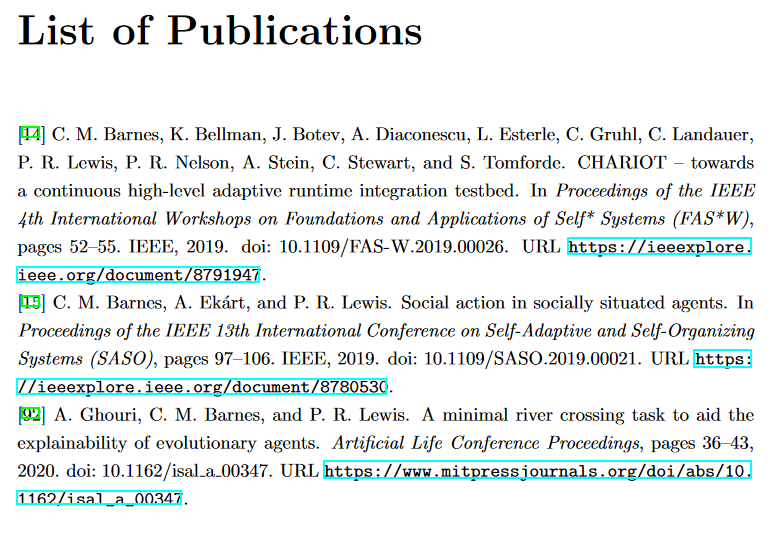 List of Publications
[14] C. M. Barnes, K. Bellman, J. Botev, A. Diaconescu, L. Esterle, C. Gruhl, C. Landauer,
P. R. Lewis, P. R. Nelson, A. Stein, C. Stewart, and S. Tomforde. CHARIOT – towards
a continuous high-level adaptive runtime integration testbed. In Proceedings of the IEEE
4th International Workshops on Foundations and Applications of Self* Systems (FAS*W),
pages 52–55. IEEE, 2019. doi: 10.1109/FAS-W.2019.00026. URL https://ieeexplore.
ieee.org/document/8791947.
[15] C. M. Barnes, A. Ekárt, and P. R. Lewis. Social action in socially situated agents. In
Proceedings of the IEEE 13th International Conference on Self-Adaptive and Self-Organizing
Systems (SASO), pages 97–106. IEEE, 2019. doi: 10.1109/SASO.2019.00021. URL https:
//ieeexplore.ieee.org/document/8780530.
[92] A. Ghouri, C. M. Barnes, and P. R. Lewis. A minimal river crossing task to aid the
explainability of evolutionary agents. Artificial Life Conference Proceedings, pages 36–43,
2020. doi: 10.1162/isal_a_00347. URL https://www.mitpressjournals.org/doi/abs/10.
1162/isal_a_00347.